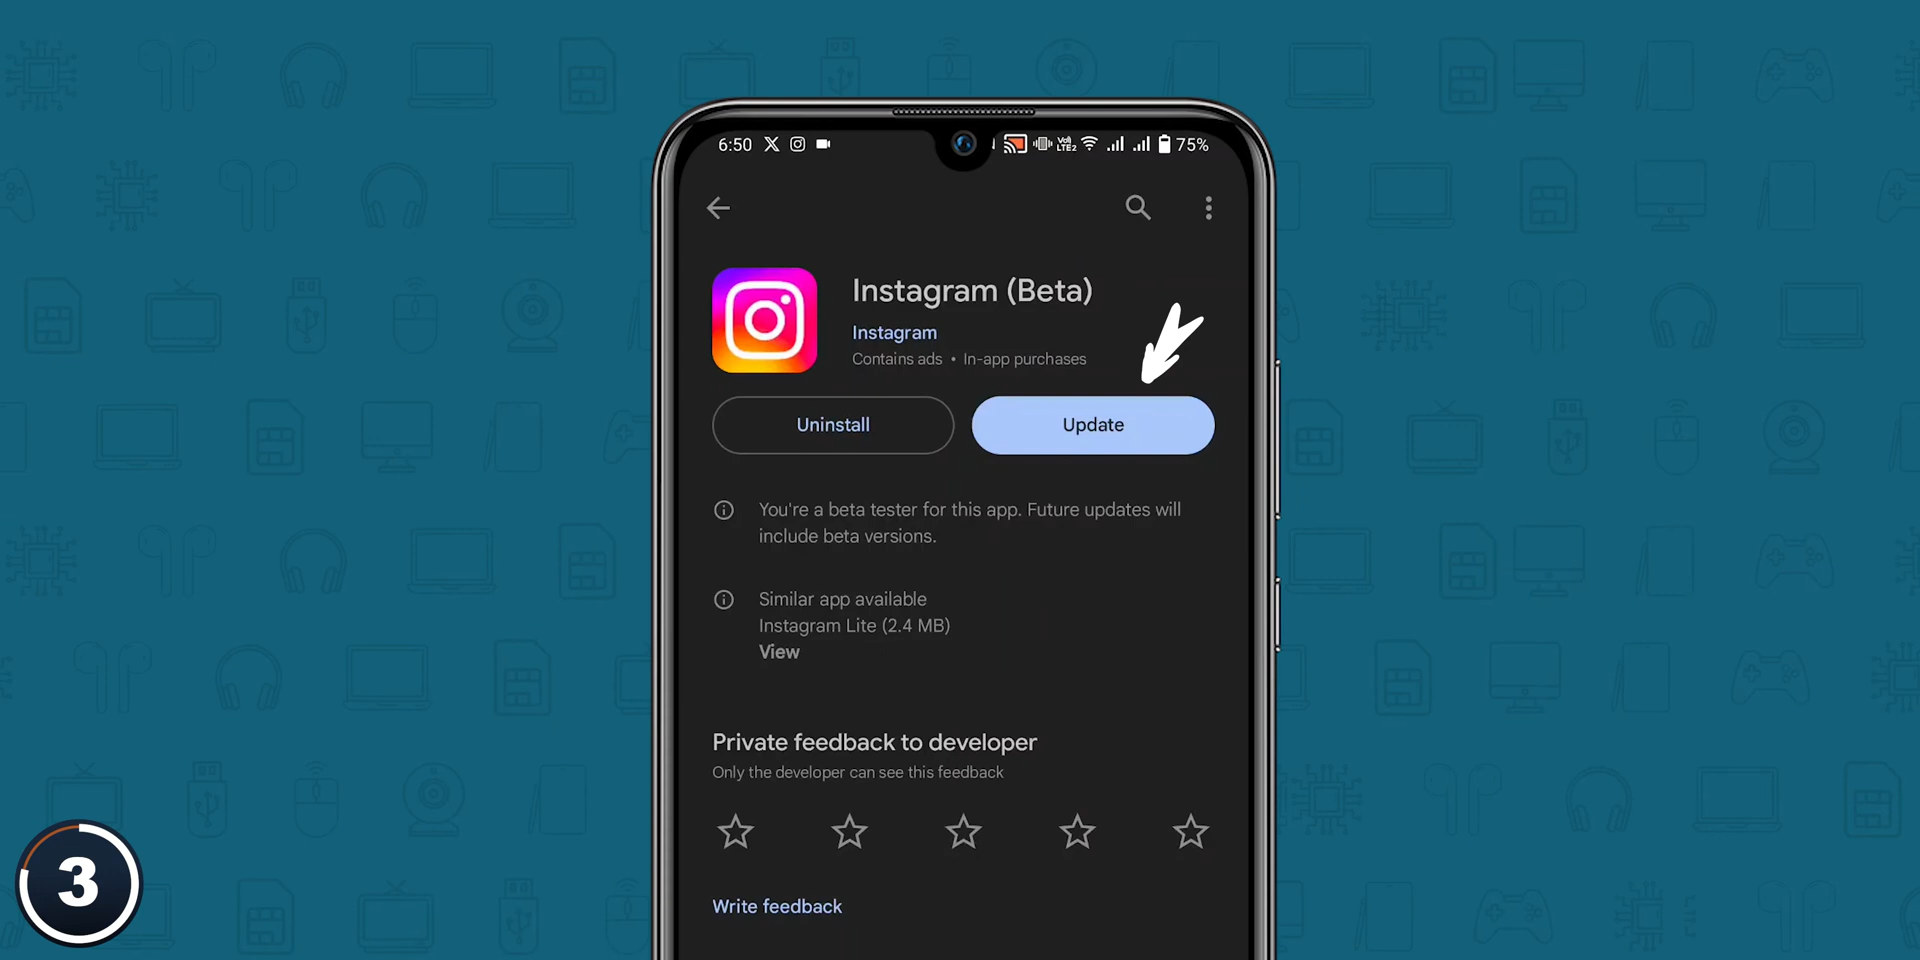 6:50
VoD LTE2 75%
Instagram (Beta)
Instagram
Contains ads • In-app purchases
Uninstall
Update
You're a beta tester for this app. Future updates will
include beta versions.
Similar app available
Instagram Lite (2.4 MB)
View
Private feedback to developer
Only the developer can see this feedback
Write feedback
3